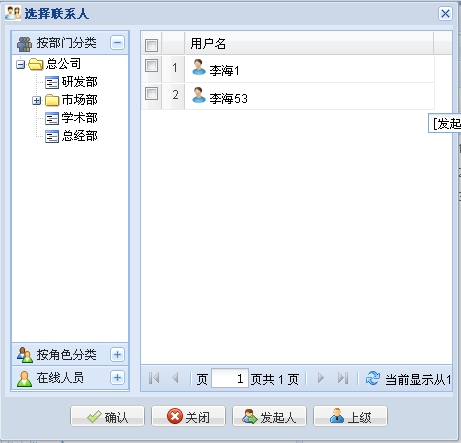 选择联系人
按部门分类
总公司
研发部
市场部
学术部
总经部
按角色分类
在线人员
用户名
1 李海1
2 李海53
[发起
页 1 页共 1 页 当前显示从1
确认 关闭 发起人 上级